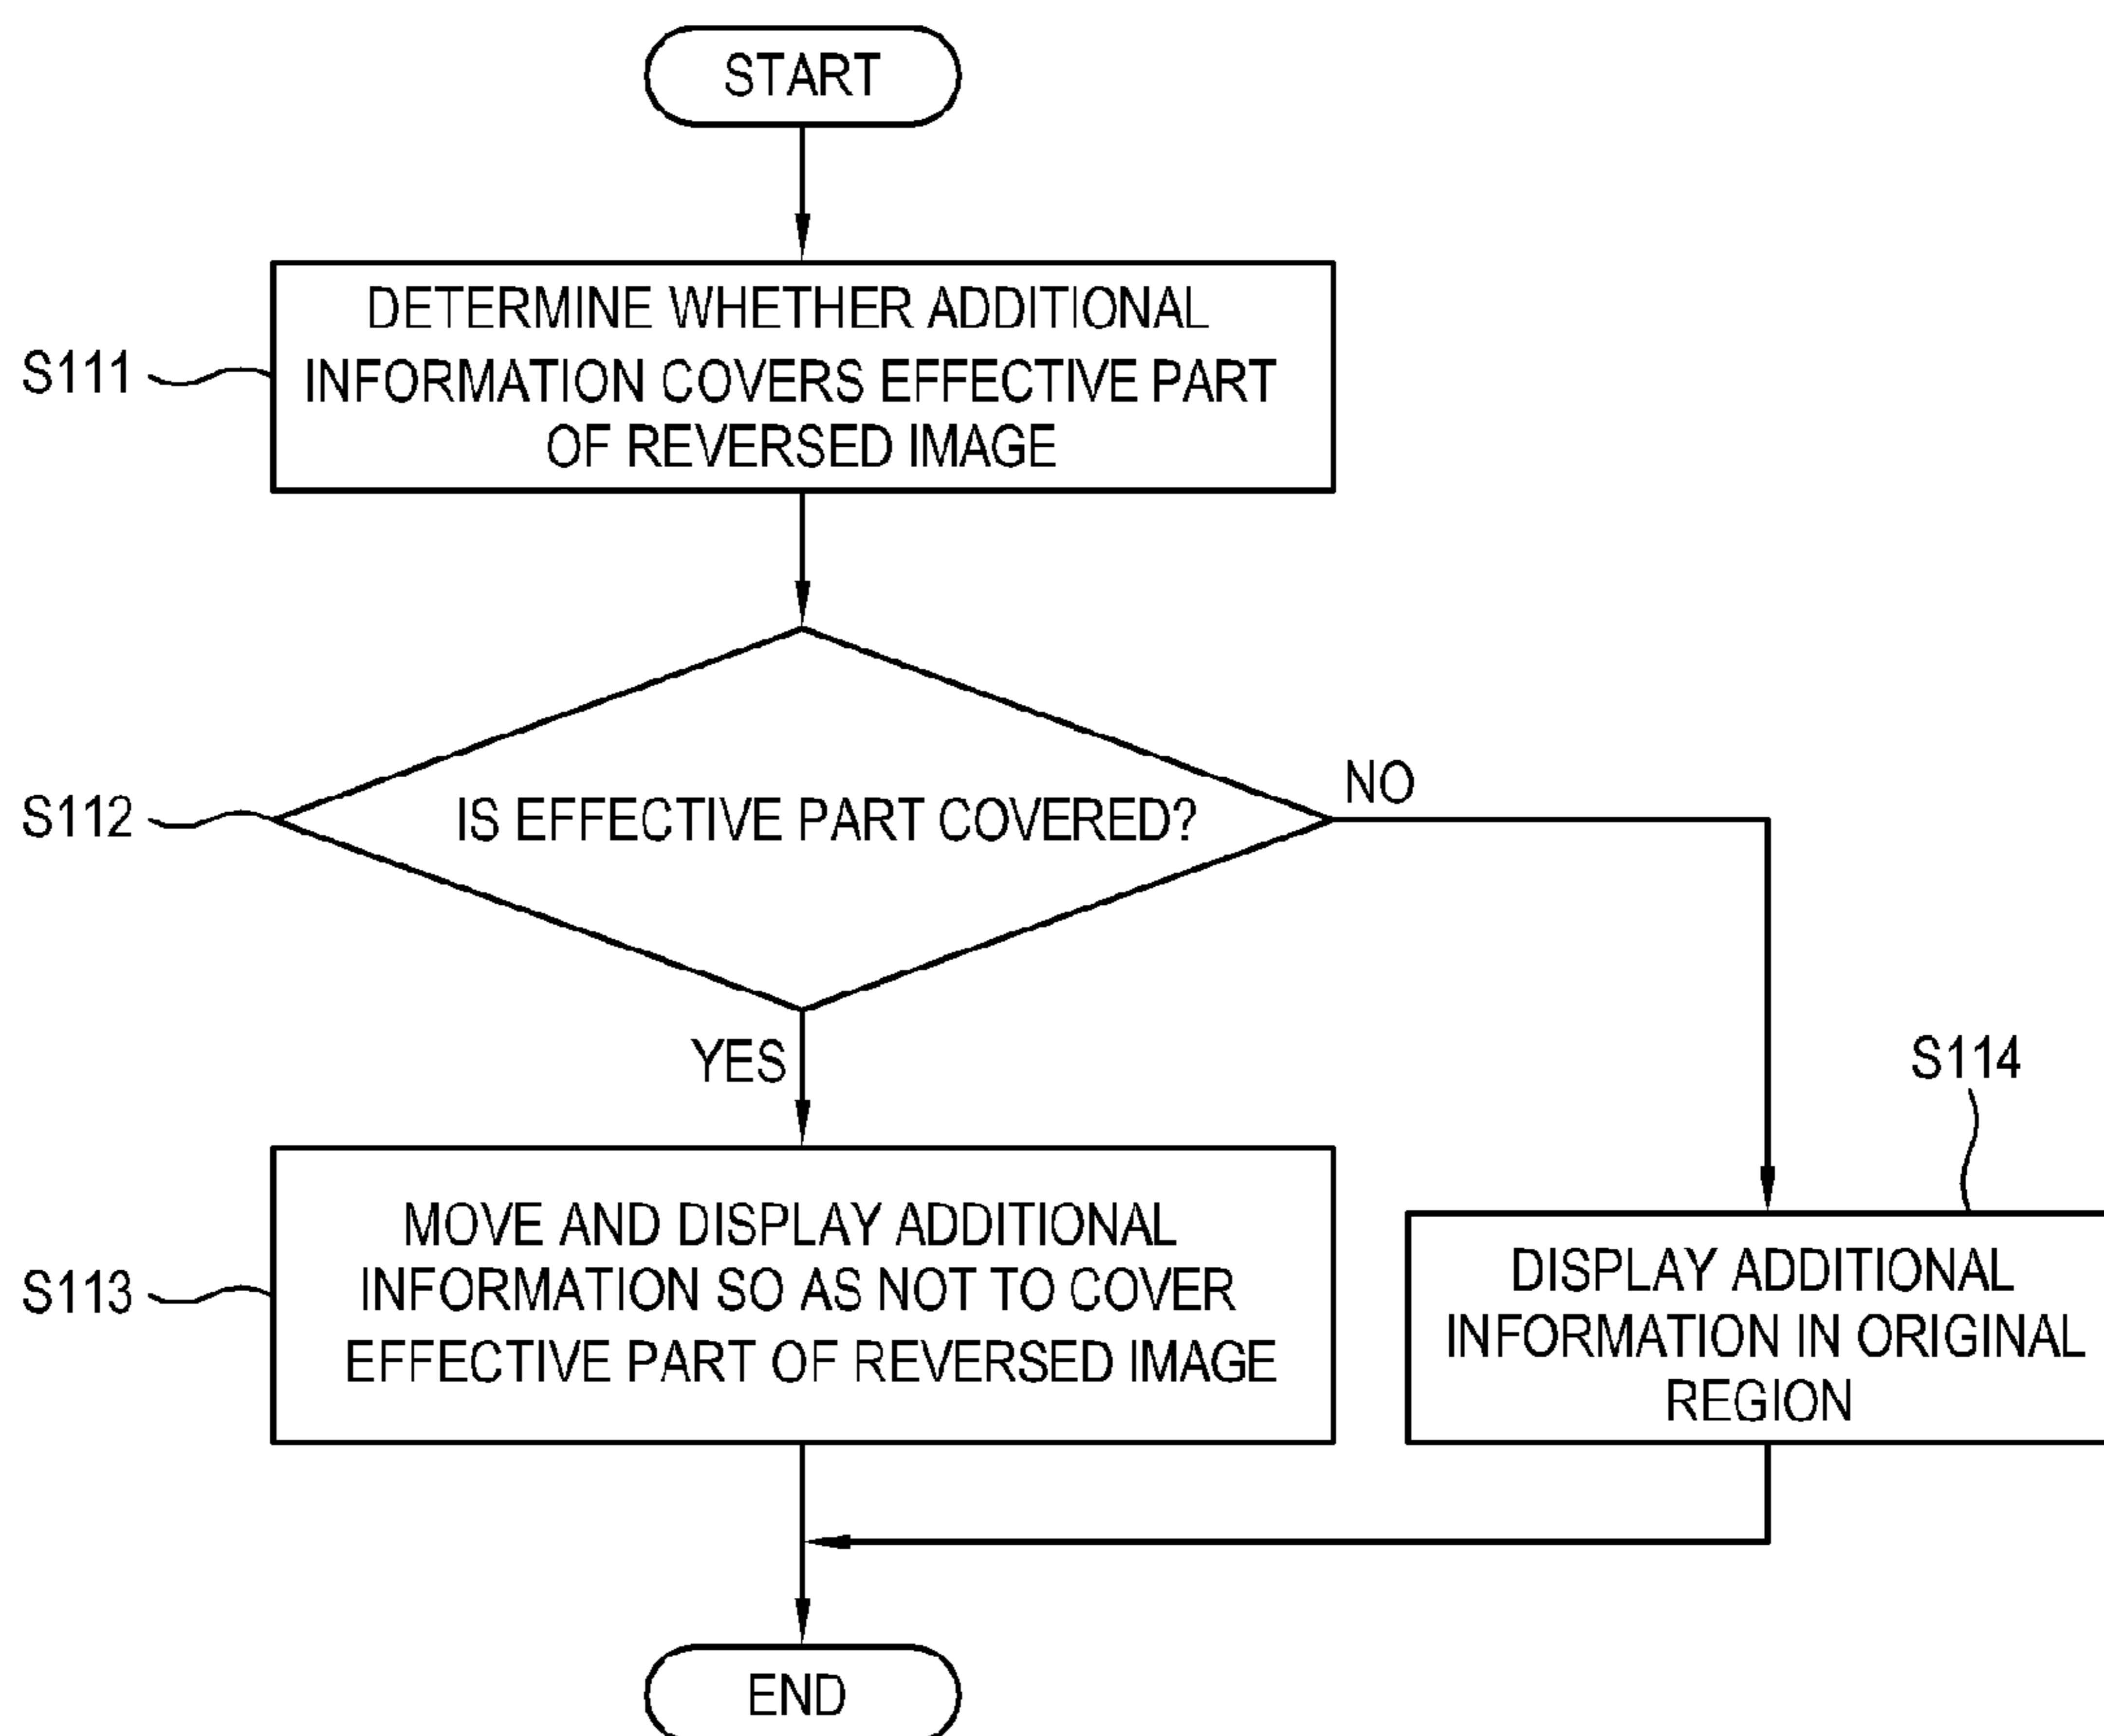 START
S111
DETERMINE WHETHER ADDITIONAL
INFORMATION COVERS EFFECTIVE PART
OF REVERSED IMAGE
S112
IS EFFECTIVE PART COVERED?
NO
YES
S113
MOVE AND DISPLAY ADDITIONAL
INFORMATION SO AS NOT TO COVER
EFFECTIVE PART OF REVERSED IMAGE
S114
DISPLAY ADDITIONAL
INFORMATION IN ORIGINAL
REGION
END